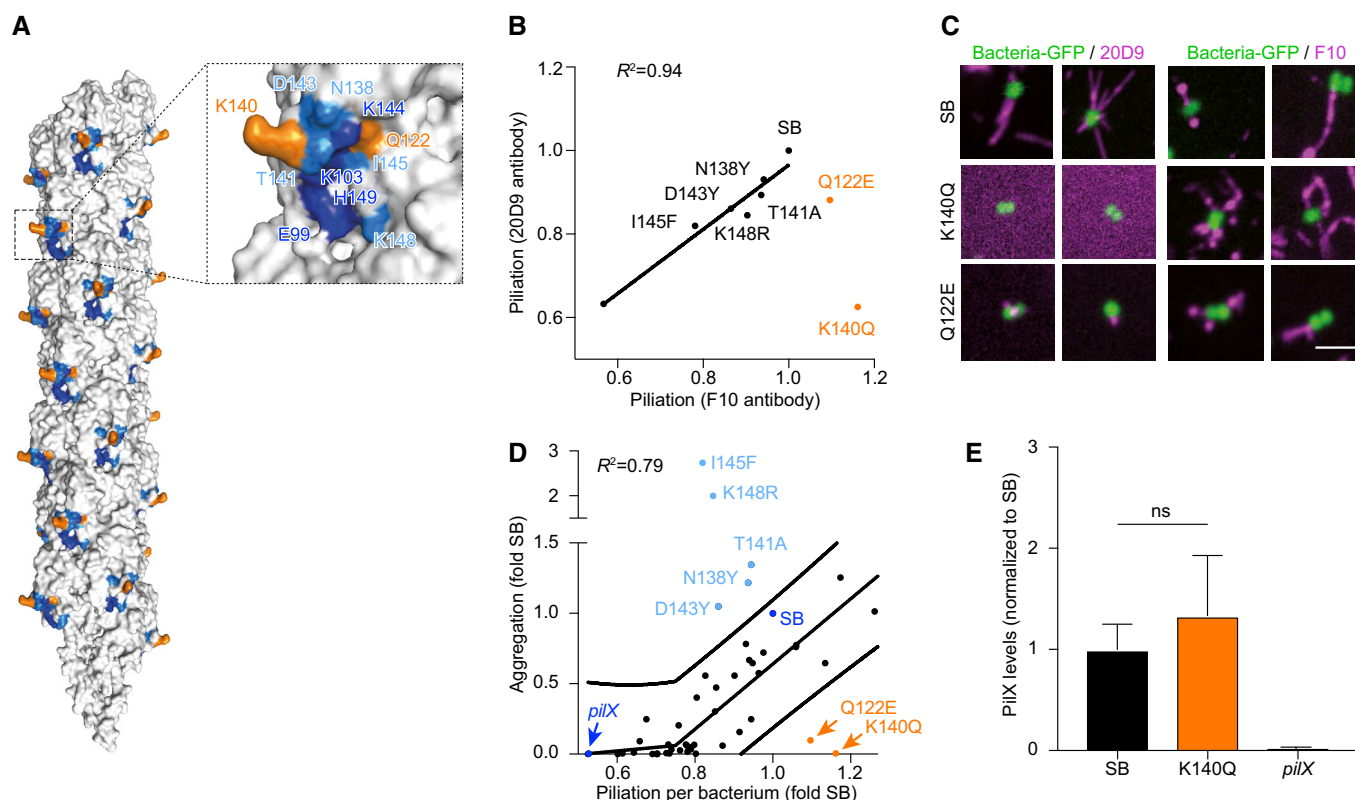 A
D143
N138
K140
K144
Q122
I145
T141
K103
H149
E99
K148
B
R²=0.94
1.2
1.0
0.8
0.6
Piliation (20D9 antibody)
SB
N138Y
Q122E
D143Y
T141A
I145F
K148R
K140Q
0.6 0.8 1.0 1.2
Piliation (F10 antibody)
C
Bacteria-GFP / 20D9 Bacteria-GFP / F10
SB
K140Q
Q122E
D
R²=0.79
3
2
1.5
1.0
0.5
0.0
Aggregation (fold SB)
I145F
K148R
T141A
N138Y
D143Y
SB
pilX
Q122E
K140Q
0.6 0.8 1.0 1.2
Piliation per bacterium (fold SB)
E
3
2
1
0
PilX levels (normalized to SB)
ns
SB K140Q pilX